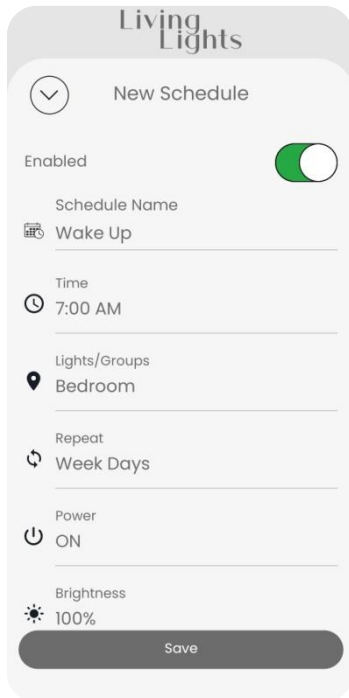 Living
Lights
New Schedule
Enabled
Schedule Name
Wake Up
Time
7:00 AM
Lights/Groups
Bedroom
Repeat
Week Days
Power
ON
Brightness
100%
Save